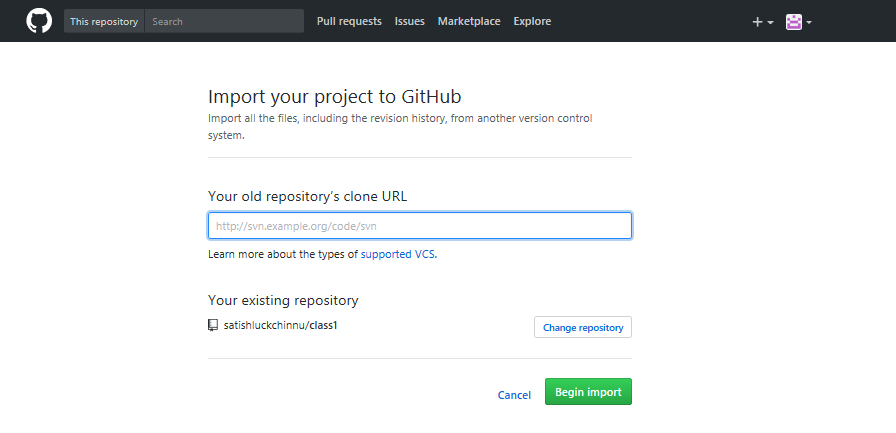 This repository Search Pull requests Issues Marketplace Explore
Import your project to GitHub
Import all the files, including the revision history, from another version control
system.
Your old repository's clone URL
http://svn.example.org/code/svn
Learn more about the types of supported VCS.
Your existing repository
satishluckchinnu/class1 Change repository
Cancel Begin import